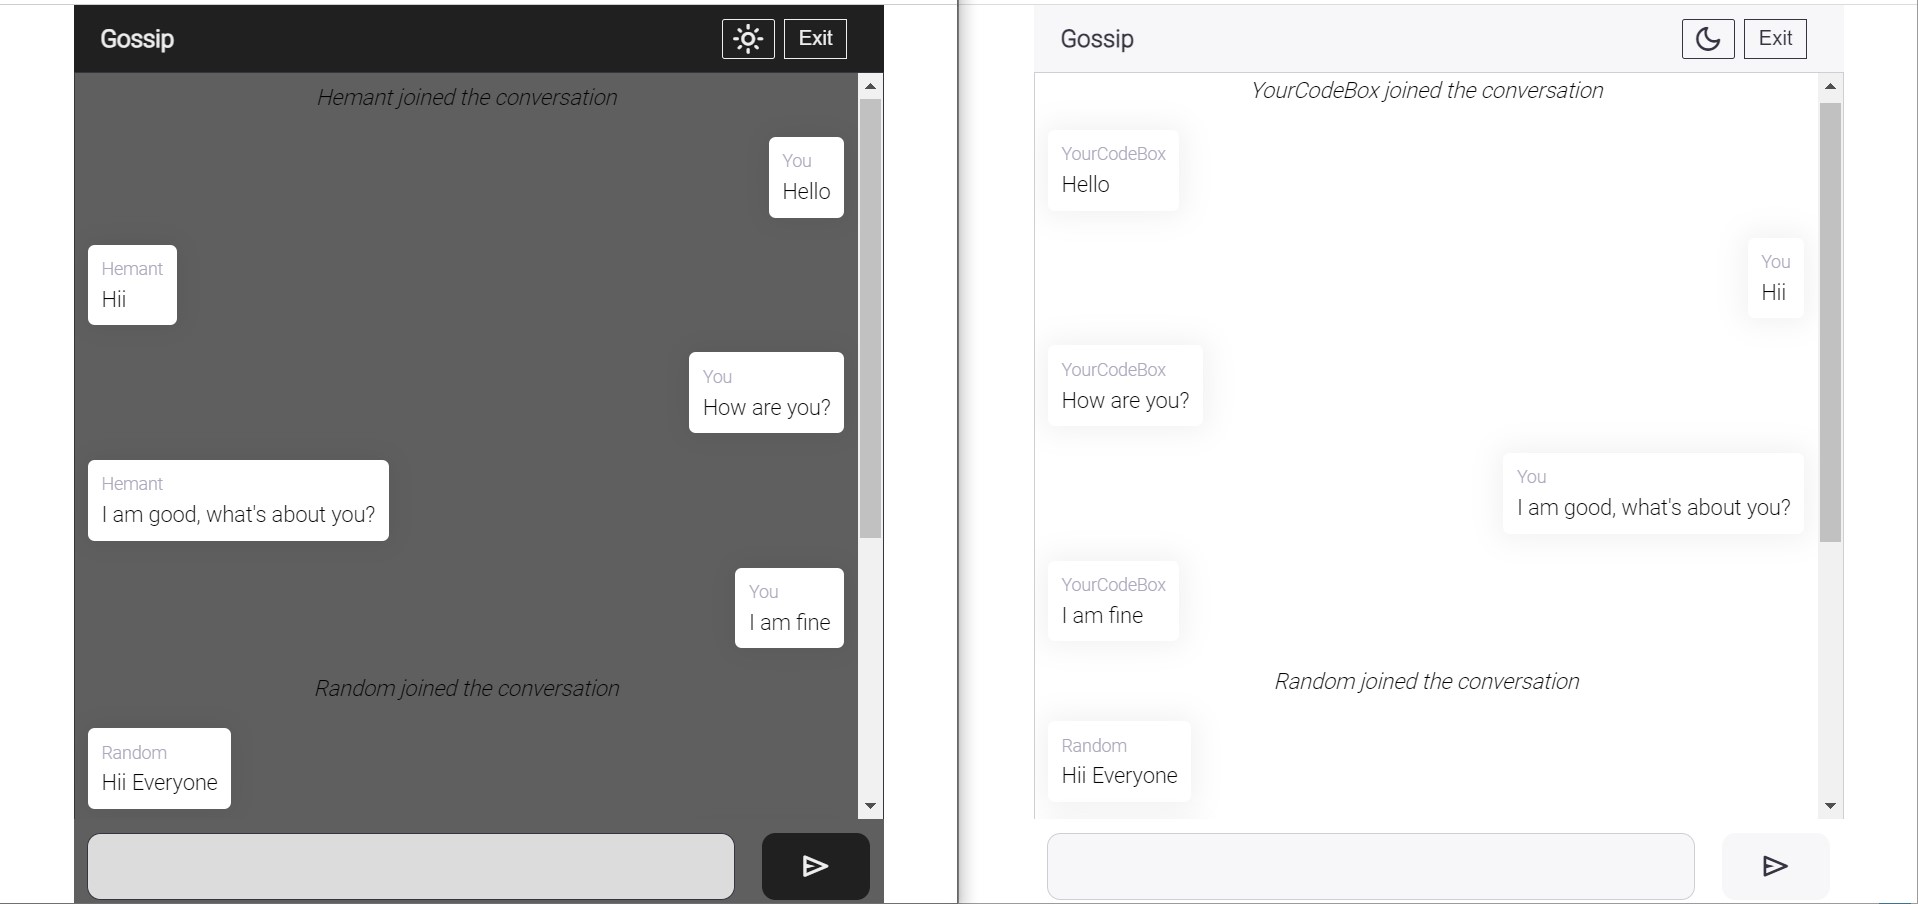 Gossip
Exit
Hemant joined the conversation
You
Hello
Hemant
Hii
You
How are you?
Hemant
I am good, what's about you?
You
I am fine
Random joined the conversation
Random
Hii Everyone
Gossip
Exit
YourCodeBox joined the conversation
YourCodeBox
Hello
You
Hii
YourCodeBox
How are you?
You
I am good, what's about you?
YourCodeBox
I am fine
Random joined the conversation
Random
Hii Everyone